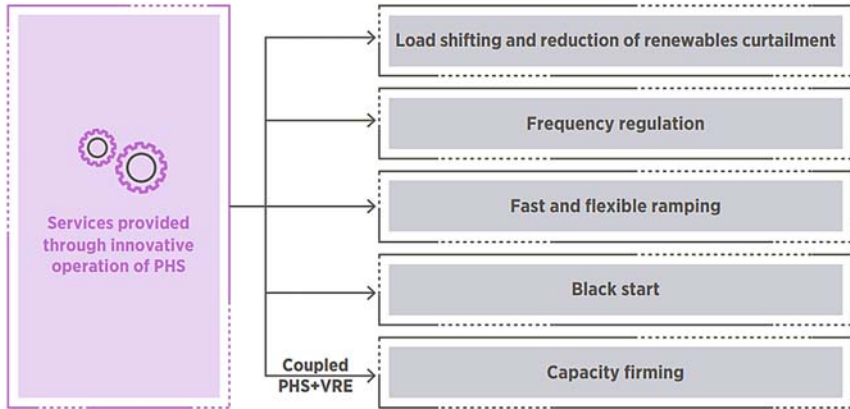 Services provided
through innovative
operation of PHS
Load shifting and reduction of renewables curtailment
Frequency regulation
Fast and flexible ramping
Black start
Coupled
PHS+VRE
Capacity firming